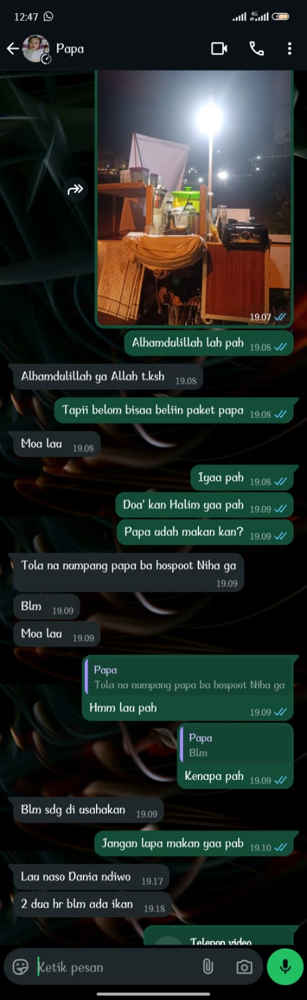 12:47
4G
Papa
19.07
Alhamdulillah lah pah 19.08
Alhamdulillah ya Allah t.ksh 19.08
Tapii belom bisaa beliin paket papa 19.08
Moa lau 19.08
Iyaa pah 19.08
Doa' kan Halim yaa pah 19.09
Papa udah makan kan? 19.09
Tola na numpang papa ba hospoot Niha ga
19.09
Blm 19.09
Moa lau 19.09
Papa
Tola na numpang papa ba hospoot Niha ga
Hmm lau pah 19.09
Papa
Blm
Kenapa pah 19.09
Blm sdg di usahakan 19.09
Jangan lupa makan yaa pah 19.10
Lau naso Dania ndiwo 19.17
2 dua hr blm ada ikan 19.18
Telepon video
Ketik pesan